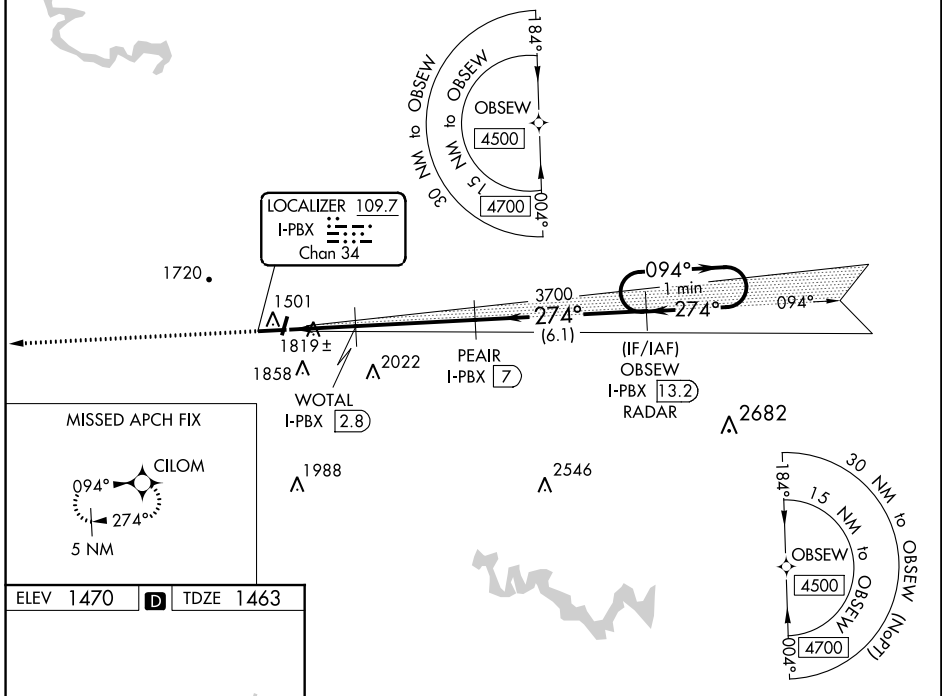 184°
30 NM to OBSEW
15 NM to OBSEW
OBSEW
4500
4700
004°
LOCALIZER 109.7
I-PBX
Chan 34
1720
1501
1819 ±
1858
2022
WOTAL
I-PBX 2.8
PEAIR
I-PBX 7
3700
274°
(6.1)
094°
1 min
274°
094°
(IF/IAF)
OBSEW
I-PBX 13.2
RADAR
2682
1988
2546
MISSED APCH FIX
CILOM
094°
274°
5 NM
184°
30 NM to OBSEW (NoPT)
15 NM to OBSEW
OBSEW
4500
4700
004°
ELEV 1470 D TDZE 1463